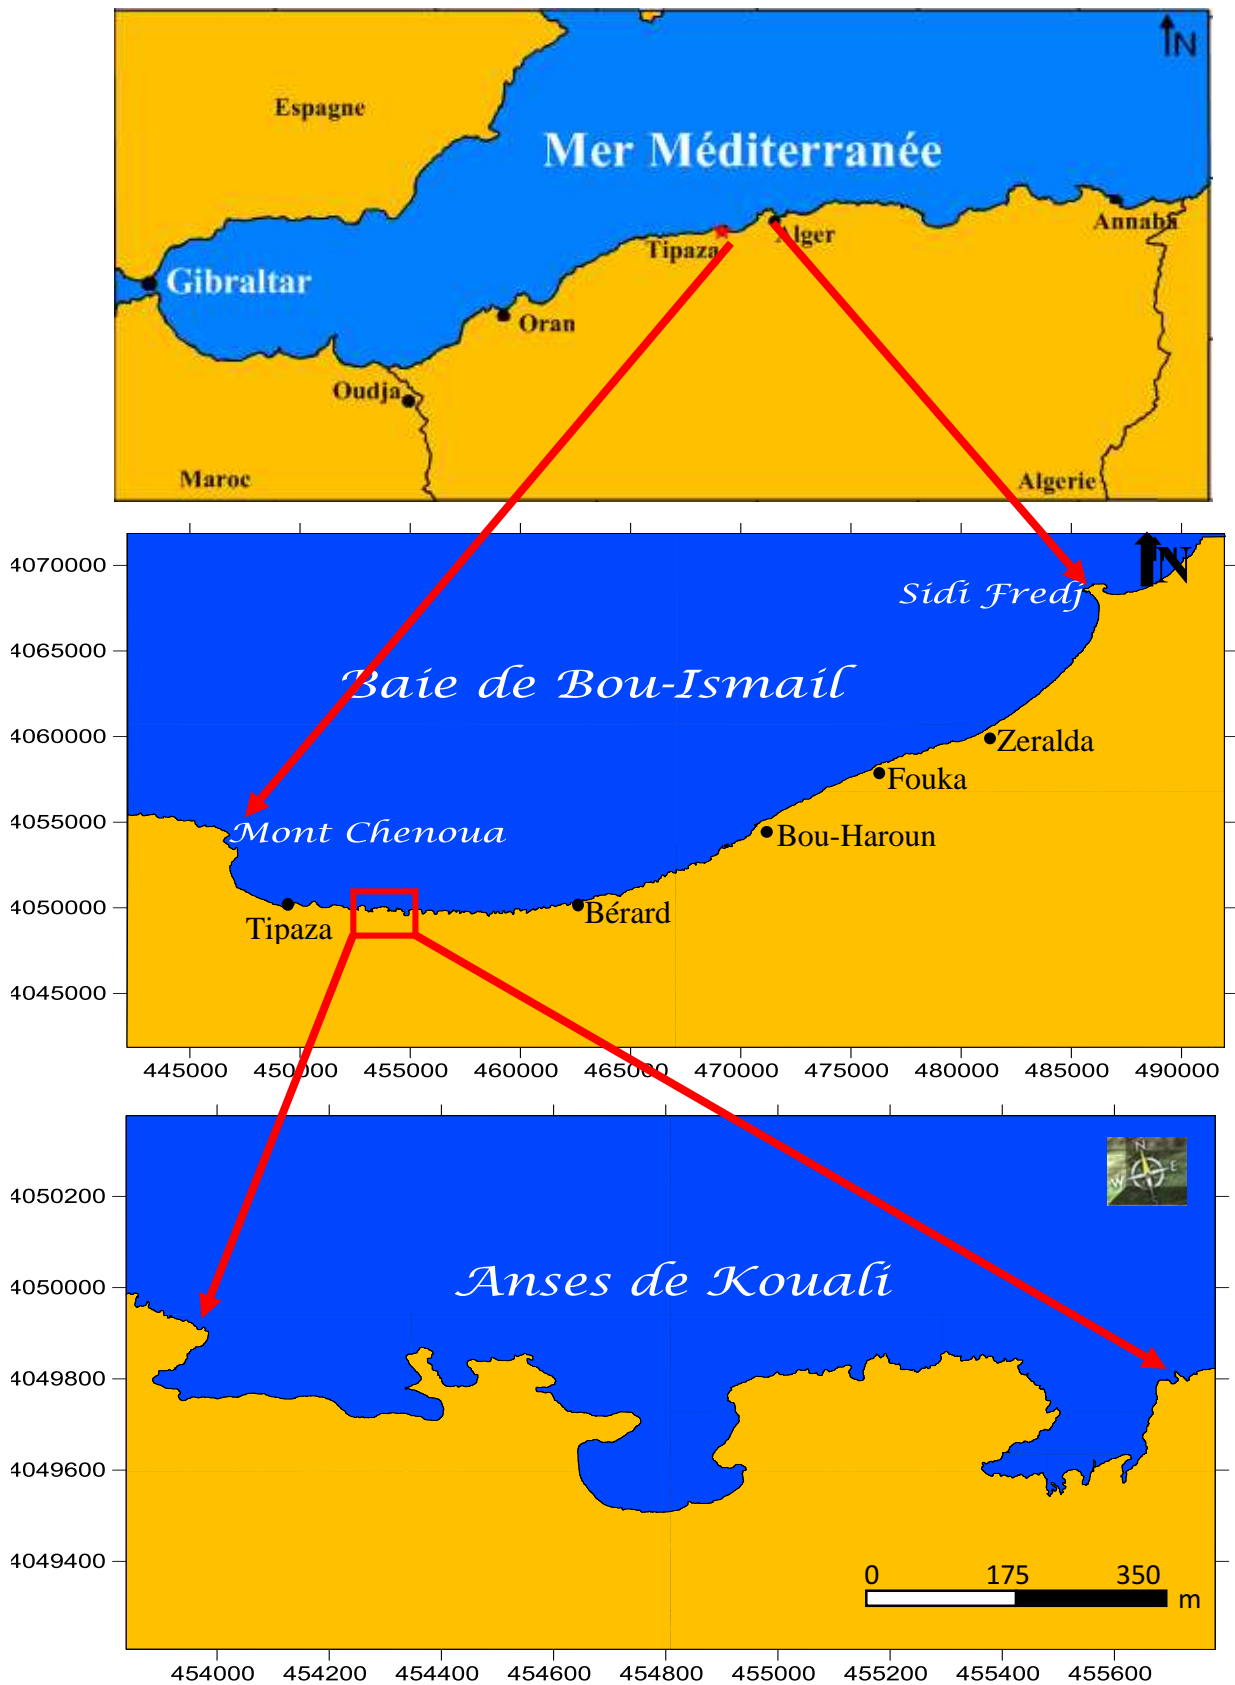 N
Espagne
Mer Méditerranée
Annaba
Tipaza
Alger
Gibraltar
Oran
Oudja
Maroc
Algerie
N
4070000
Sidi Fredj
4065000
Baie de Bou-Ismail
4060000
Zeralda
Fouka
4055000
Mont Chenoua
Bou-Haroun
4050000
Bérard
Tipaza
4045000
445000 450000 455000 460000 465000 470000 475000 480000 485000 490000
N
W E
4050200
4050000
Anses de Kouali
4049800
4049600
4049400
0 175 350
m
454000 454200 454400 454600 454800 455000 455200 455400 455600